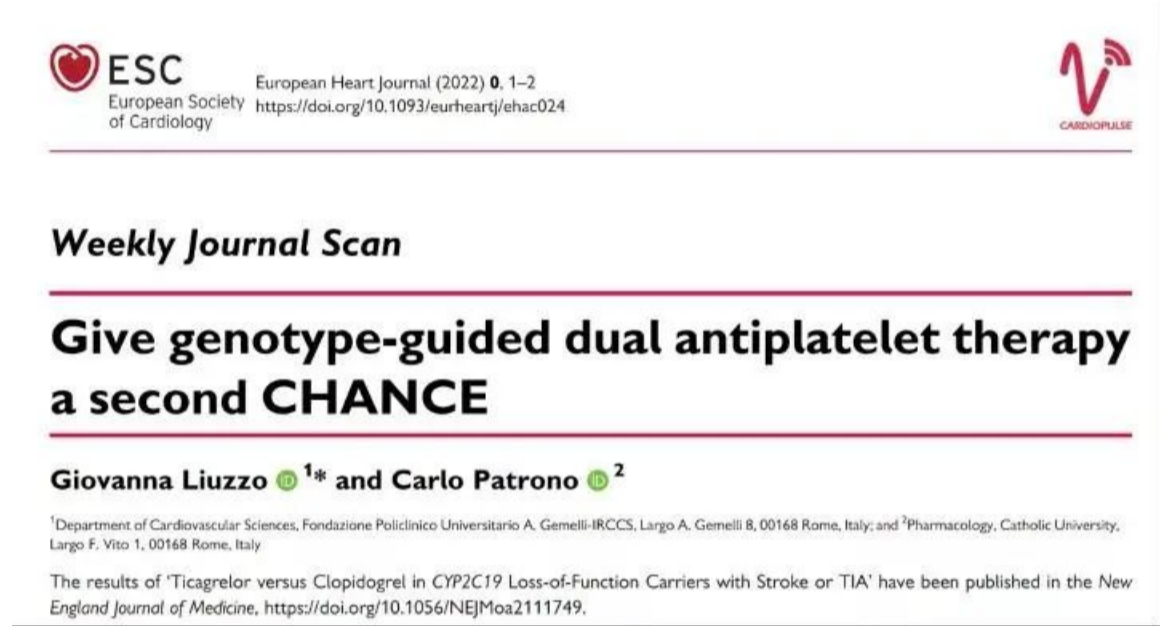 ESC
European Society
of Cardiology
European Heart Journal (2022) 0, 1–2
https://doi.org/10.1093/eurheartj/ehac024
CARDIOPULSE
Weekly Journal Scan
Give genotype-guided dual antiplatelet therapy
a second CHANCE
Giovanna Liuzzo iD 1* and Carlo Patrono iD 2
1Department of Cardiovascular Sciences, Fondazione Policlinico Universitario A. Gemelli-IRCCS, Largo A. Gemelli 8, 00168 Rome, Italy; and 2Pharmacology, Catholic University,
Largo F. Vito 1, 00168 Rome, Italy
The results of 'Ticagrelor versus Clopidogrel in CYP2C19 Loss-of-Function Carriers with Stroke or TIA' have been published in the New
England Journal of Medicine, https://doi.org/10.1056/NEJMoa2111749.